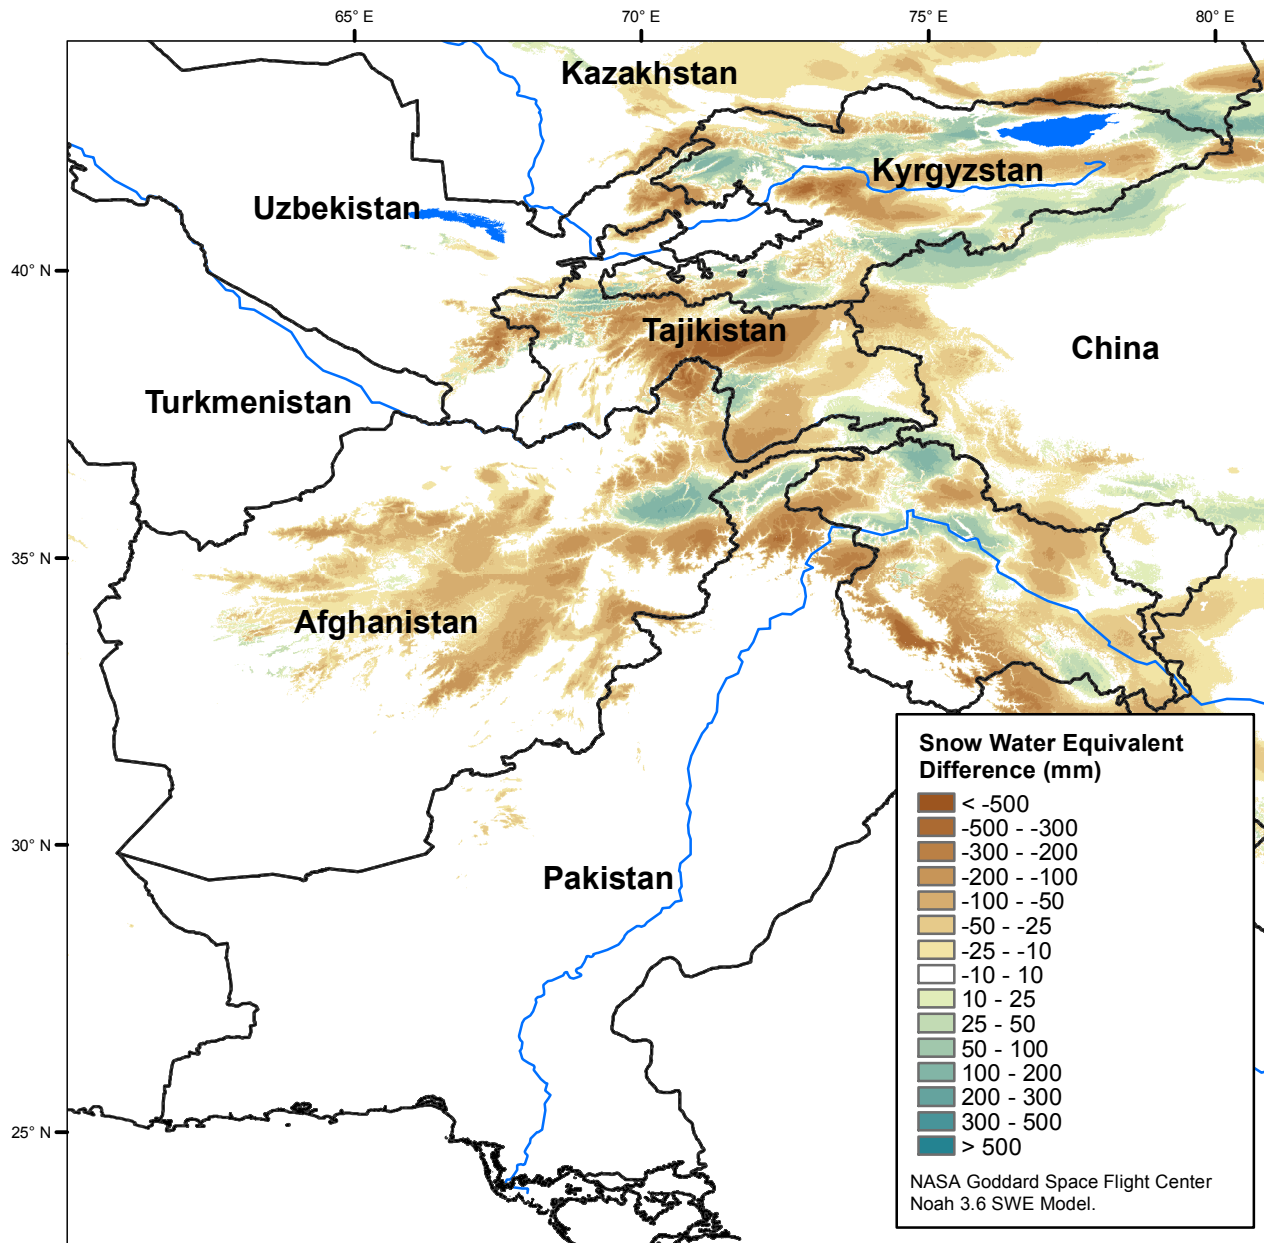 65° E
70° E
75° E
80° E
Kazakhstan
Kyrgyzstan
Uzbekistan
40° N
Tajikistan
China
Turkmenistan
35° N
Afghanistan
30° N
Pakistan
25° N
Snow Water Equivalent
Difference (mm)
< -500
-500 - -300
-300 - -200
-200 - -100
-100 - -50
-50 - -25
-25 - -10
-10 - 10
10 - 25
25 - 50
50 - 100
100 - 200
200 - 300
300 - 500
> 500
NASA Goddard Space Flight Center
Noah 3.6 SWE Model.